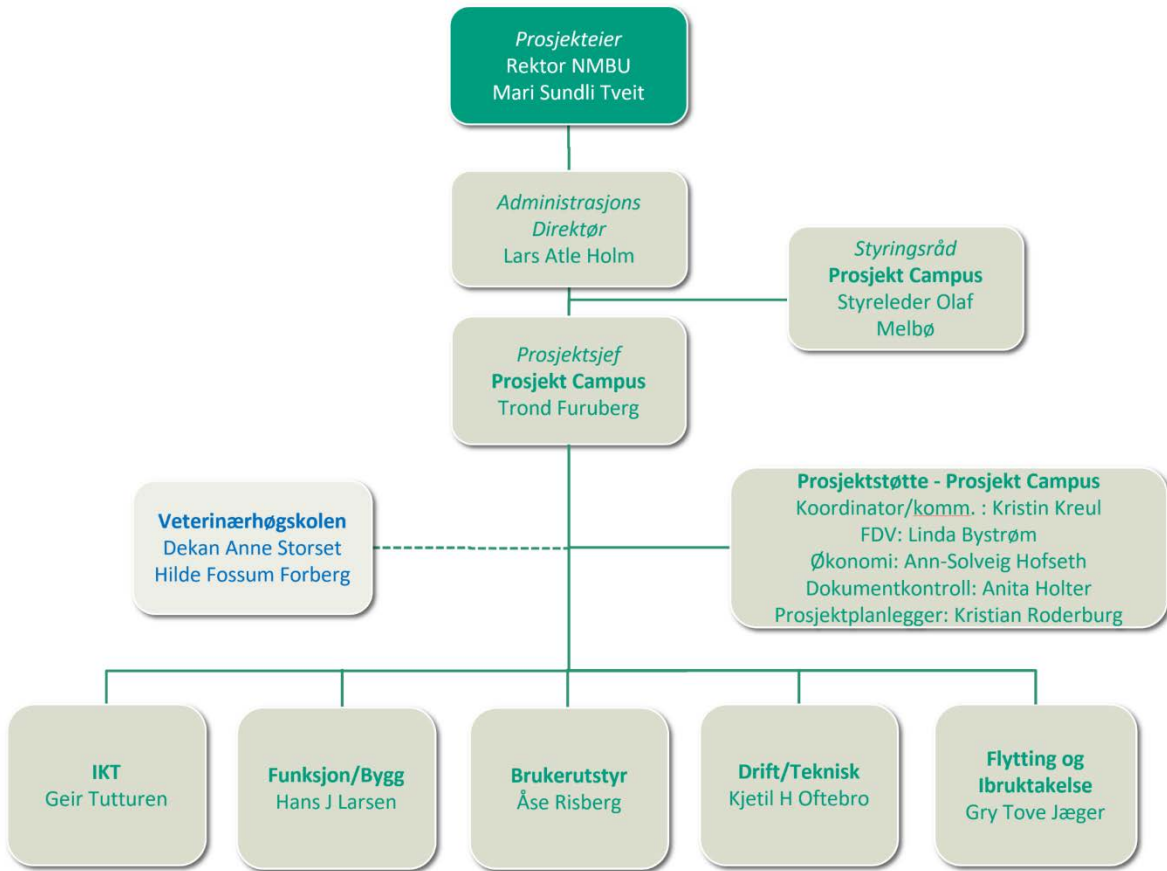 Prosjekteier
Rektor NMBU
Mari Sundli Tveit
Administrasjons
Direktør
Lars Atle Holm
Styringsråd
Prosjekt Campus
Styreleder Olaf
Melbø
Prosjektsjef
Prosjekt Campus
Trond Furuberg
Veterinærhøgskolen
Dekan Anne Storset
Hilde Fossum Forberg
Prosjektstøtte - Prosjekt Campus
Koordinator/komm. : Kristin Kreul
FDV: Linda Bystrøm
Økonomi: Ann-Solveig Hofseth
Dokumentkontroll: Anita Holter
Prosjektplanlegger: Kristian Roderburg
IKT
Geir Tutturen
Funksjon/Bygg
Hans J Larsen
Brukerutstyr
Åse Risberg
Drift/Teknisk
Kjetil H Oftebro
Flytting og
Ibruktakelse
Gry Tove Jæger